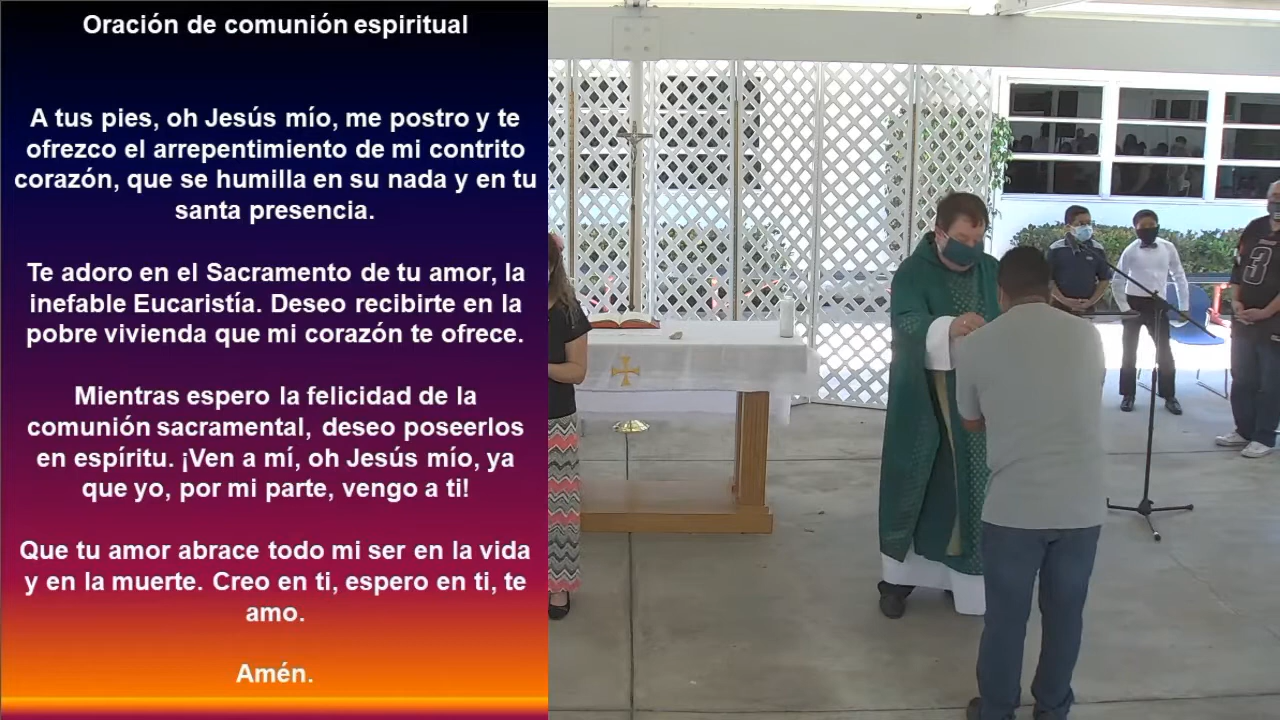 Oración de comunión espiritual
A tus pies, oh Jesús mío, me postro y te
ofrezco el arrepentimiento de mi contrito
corazón, que se humilla en su nada y en tu
santa presencia.
Te adoro en el Sacramento de tu amor, la
inefable Eucaristía. Deseo recibirte en la
pobre vivienda que mi corazón te ofrece.
Mientras espero la felicidad de la
comunión sacramental, deseo poseerlos
en espíritu. ¡Ven a mí, oh Jesús mío, ya
que yo, por mi parte, vengo a ti!
Que tu amor abrace todo mi ser en la vida
y en la muerte. Creo en ti, espero en ti, te
amo.
Amén.
3